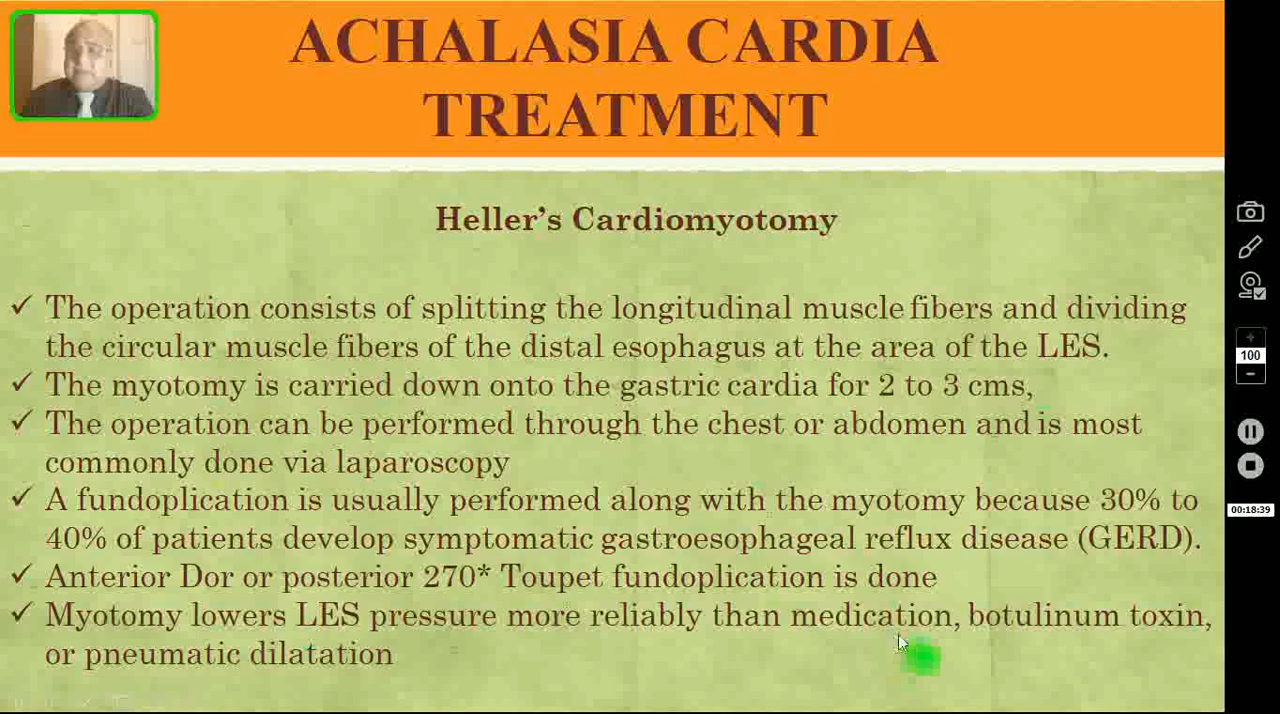 ACHALASIA CARDIA
TREATMENT
Heller's Cardiomyotomy
✓ The operation consists of splitting the longitudinal muscle fibers and dividing
the circular muscle fibers of the distal esophagus at the area of the LES.
✓ The myotomy is carried down onto the gastric cardia for 2 to 3 cms,
✓ The operation can be performed through the chest or abdomen and is most
commonly done via laparoscopy
✓ A fundoplication is usually performed along with the myotomy because 30% to
40% of patients develop symptomatic gastroesophageal reflux disease (GERD).
✓ Anterior Dor or posterior 270* Toupet fundoplication is done
✓ Myotomy lowers LES pressure more reliably than medication, botulinum toxin,
or pneumatic dilatation
100
00:18:39